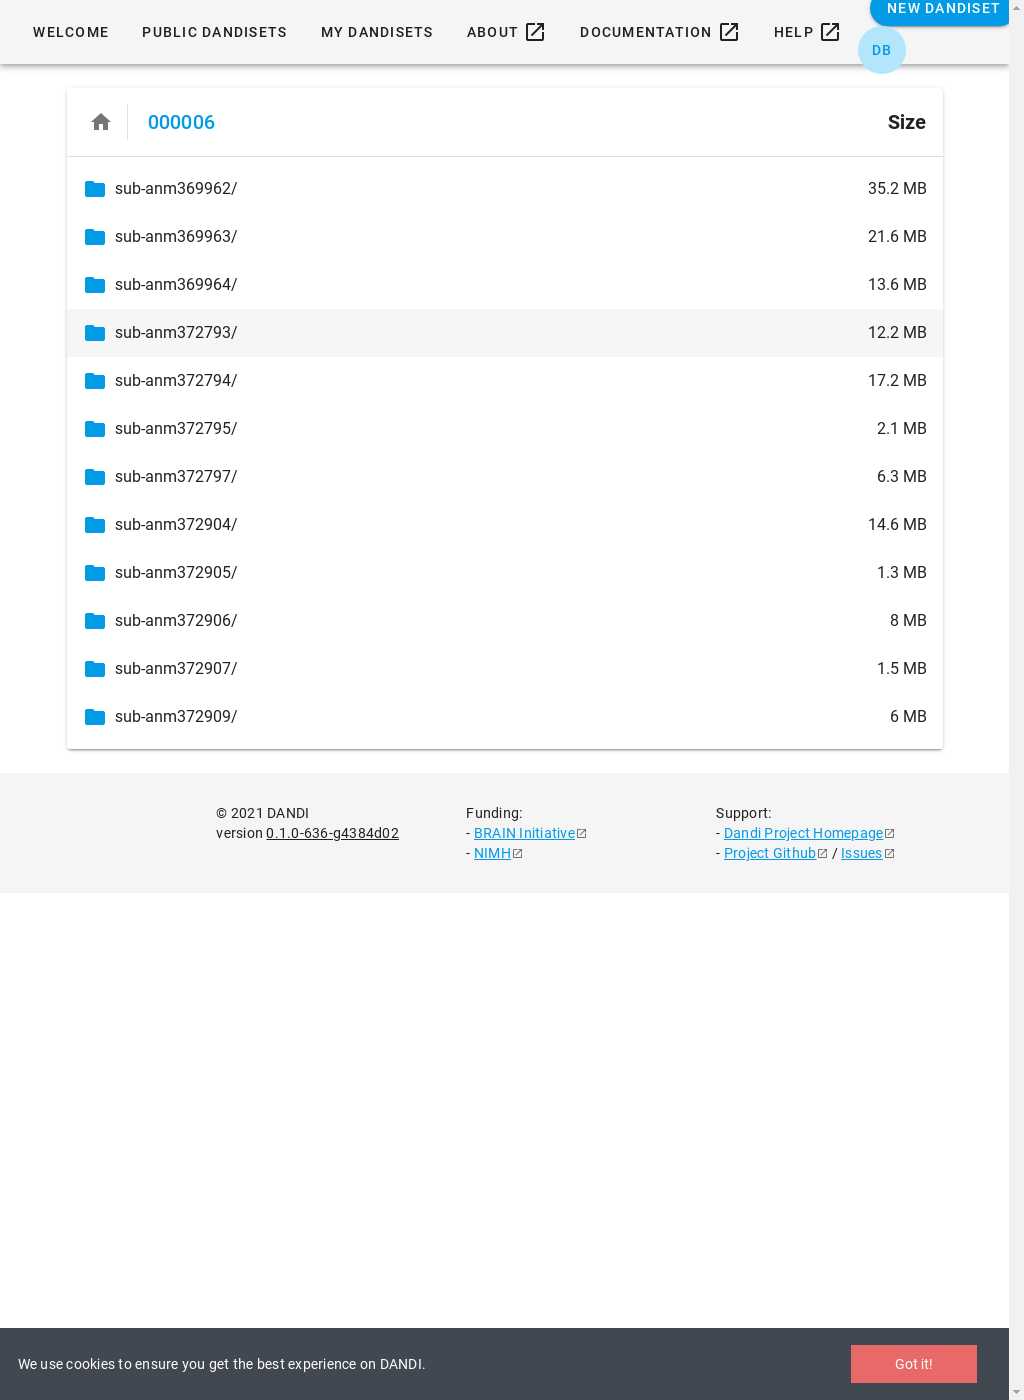 WELCOME PUBLIC DANDISETS MY DANDISETS ABOUT DOCUMENTATION HELP NEW DANDISET
DB
000006 Size
sub-anm369962/ 35.2 MB
sub-anm369963/ 21.6 MB
sub-anm369964/ 13.6 MB
sub-anm372793/ 12.2 MB
sub-anm372794/ 17.2 MB
sub-anm372795/ 2.1 MB
sub-anm372797/ 6.3 MB
sub-anm372904/ 14.6 MB
sub-anm372905/ 1.3 MB
sub-anm372906/ 8 MB
sub-anm372907/ 1.5 MB
sub-anm372909/ 6 MB
© 2021 DANDI
version 0.1.0-636-g4384d02
Funding:
- BRAIN Initiative
- NIMH
Support:
- Dandi Project Homepage
- Project Github / Issues
We use cookies to ensure you get the best experience on DANDI. Got it!